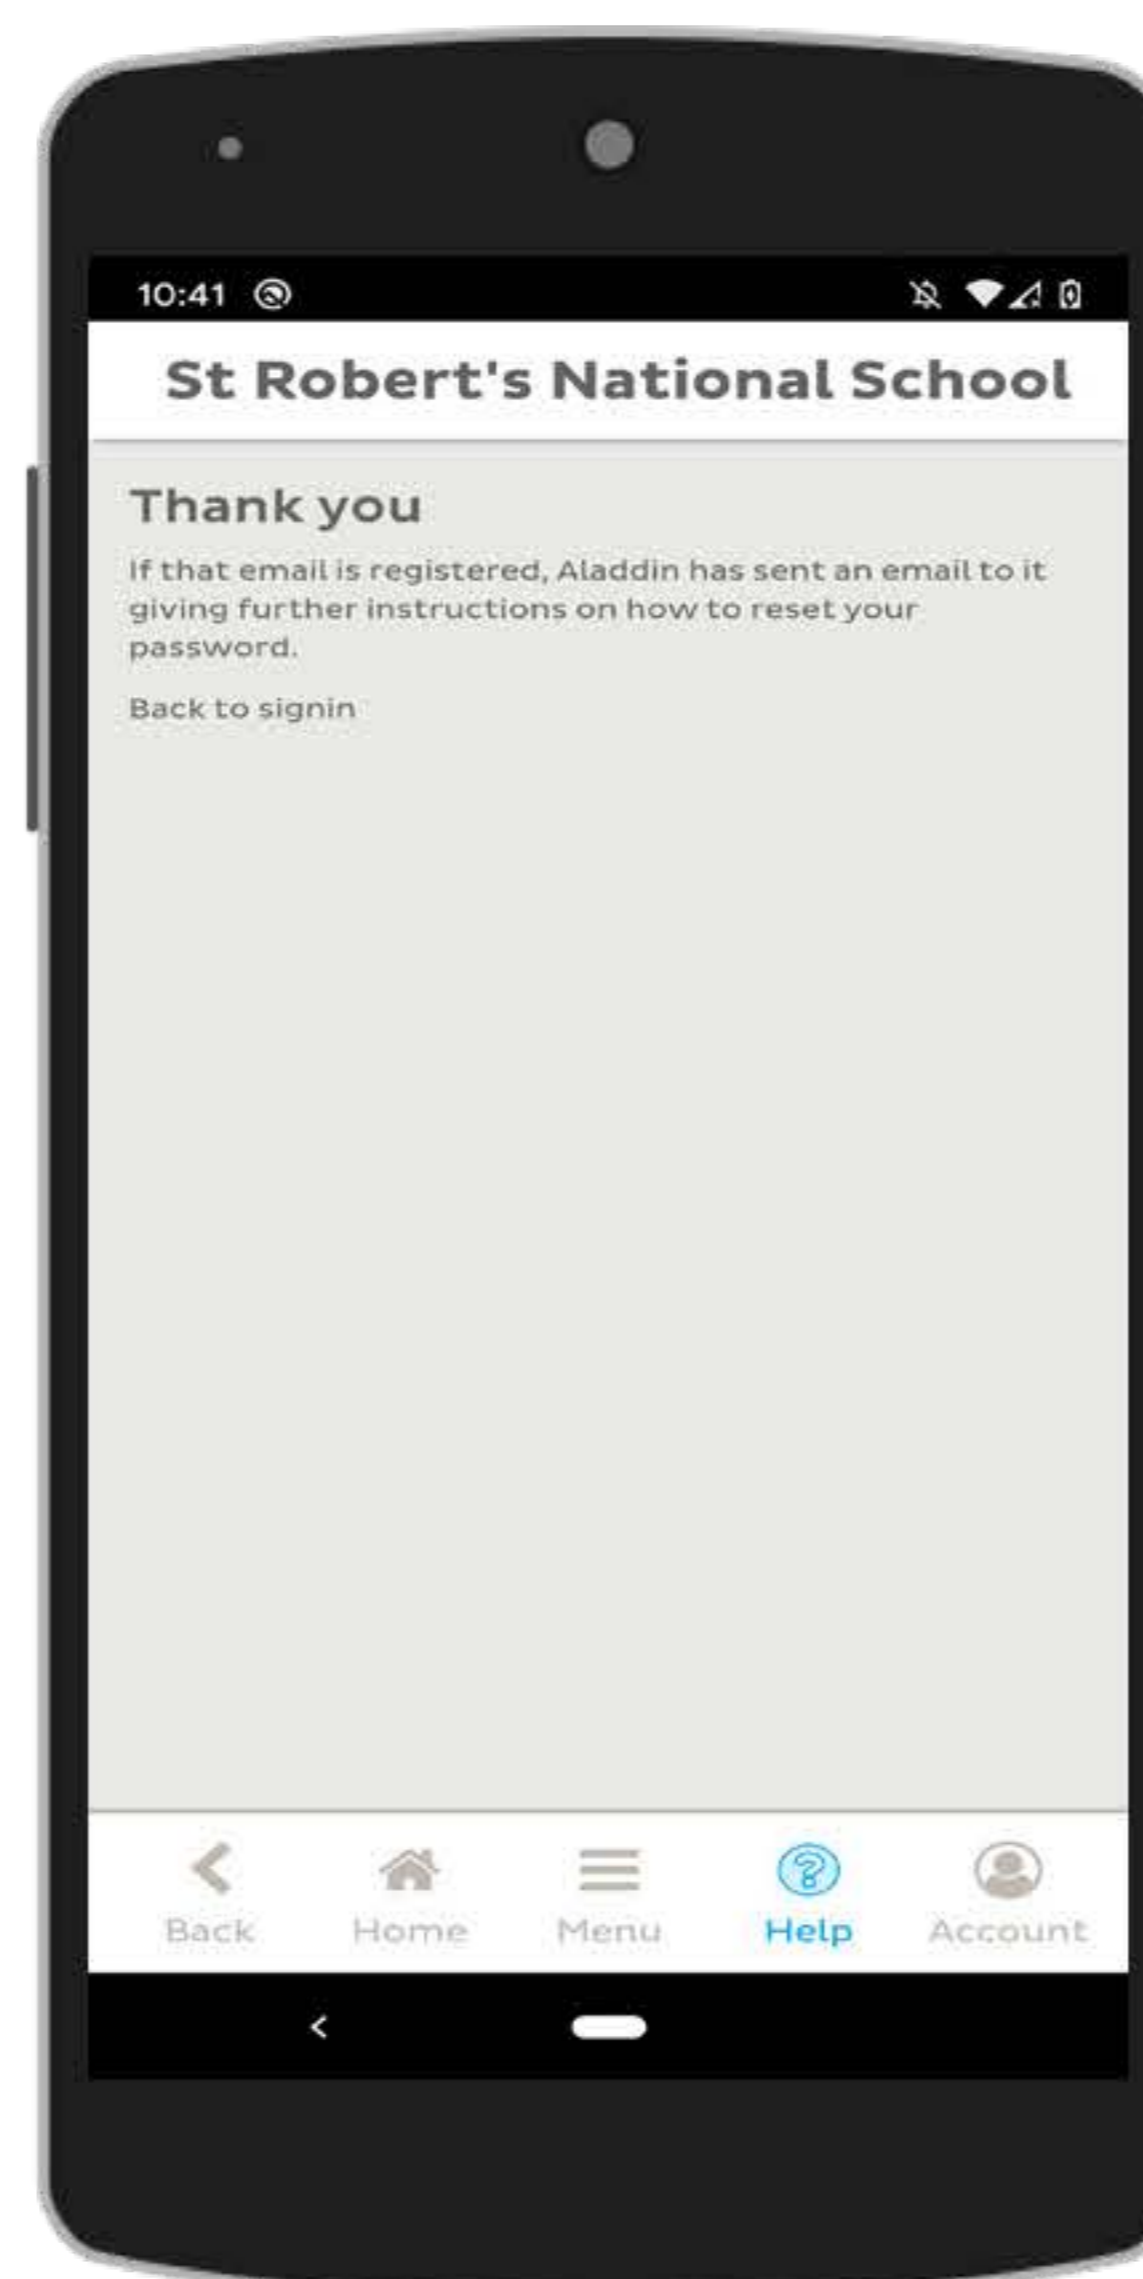 10:41
St Robert's National School
Thank you
If that email is registered, Aladdin has sent an email to it
giving further instructions on how to reset your
password.
Back to signin
Back Home Menu Help Account